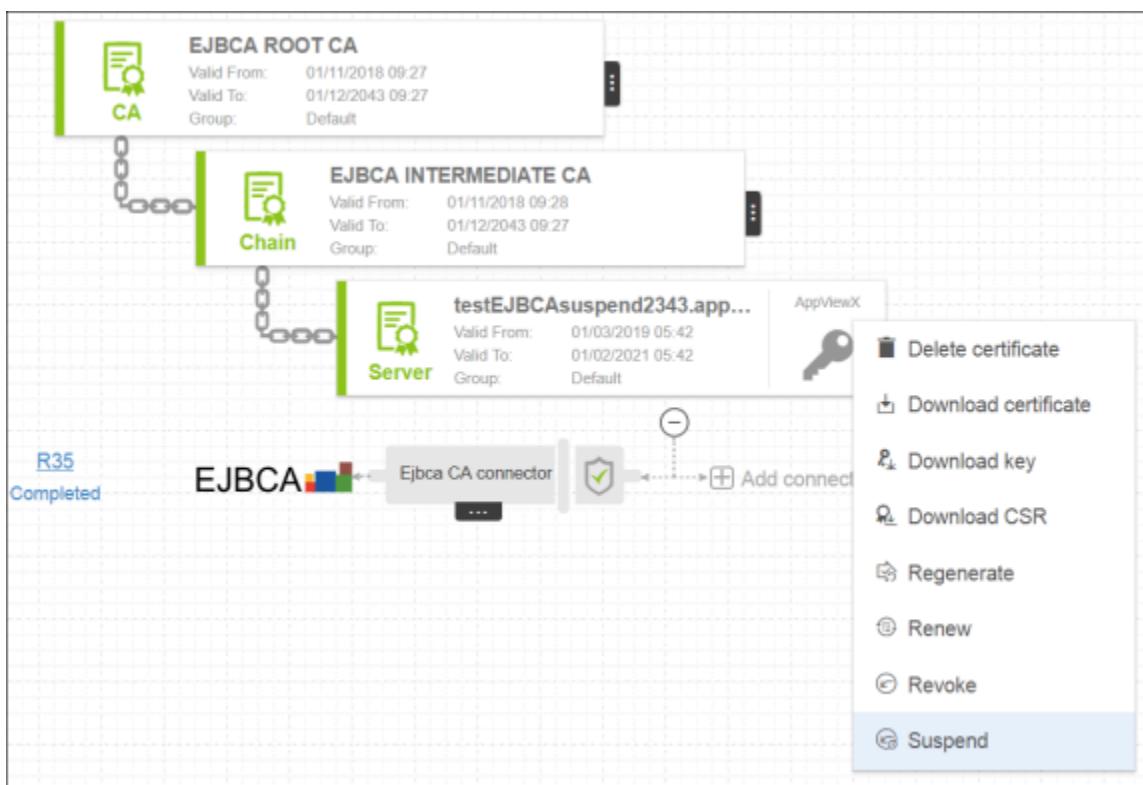 EJBCA ROOT CA
Valid From: 01/11/2018 09:27
Valid To: 01/12/2043 09:27
Group: Default
CA
EJBCA INTERMEDIATE CA
Valid From: 01/11/2018 09:28
Valid To: 01/12/2043 09:27
Group: Default
Chain
testEJBCAsuspend2343.app...
AppViewX
Valid From: 01/03/2019 05:42
Valid To: 01/02/2021 05:42
Group: Default
Server
R35
Completed
EJBCA
Ejbca CA connector
Add connect
Delete certificate
Download certificate
Download key
Download CSR
Regenerate
Renew
Revoke
Suspend